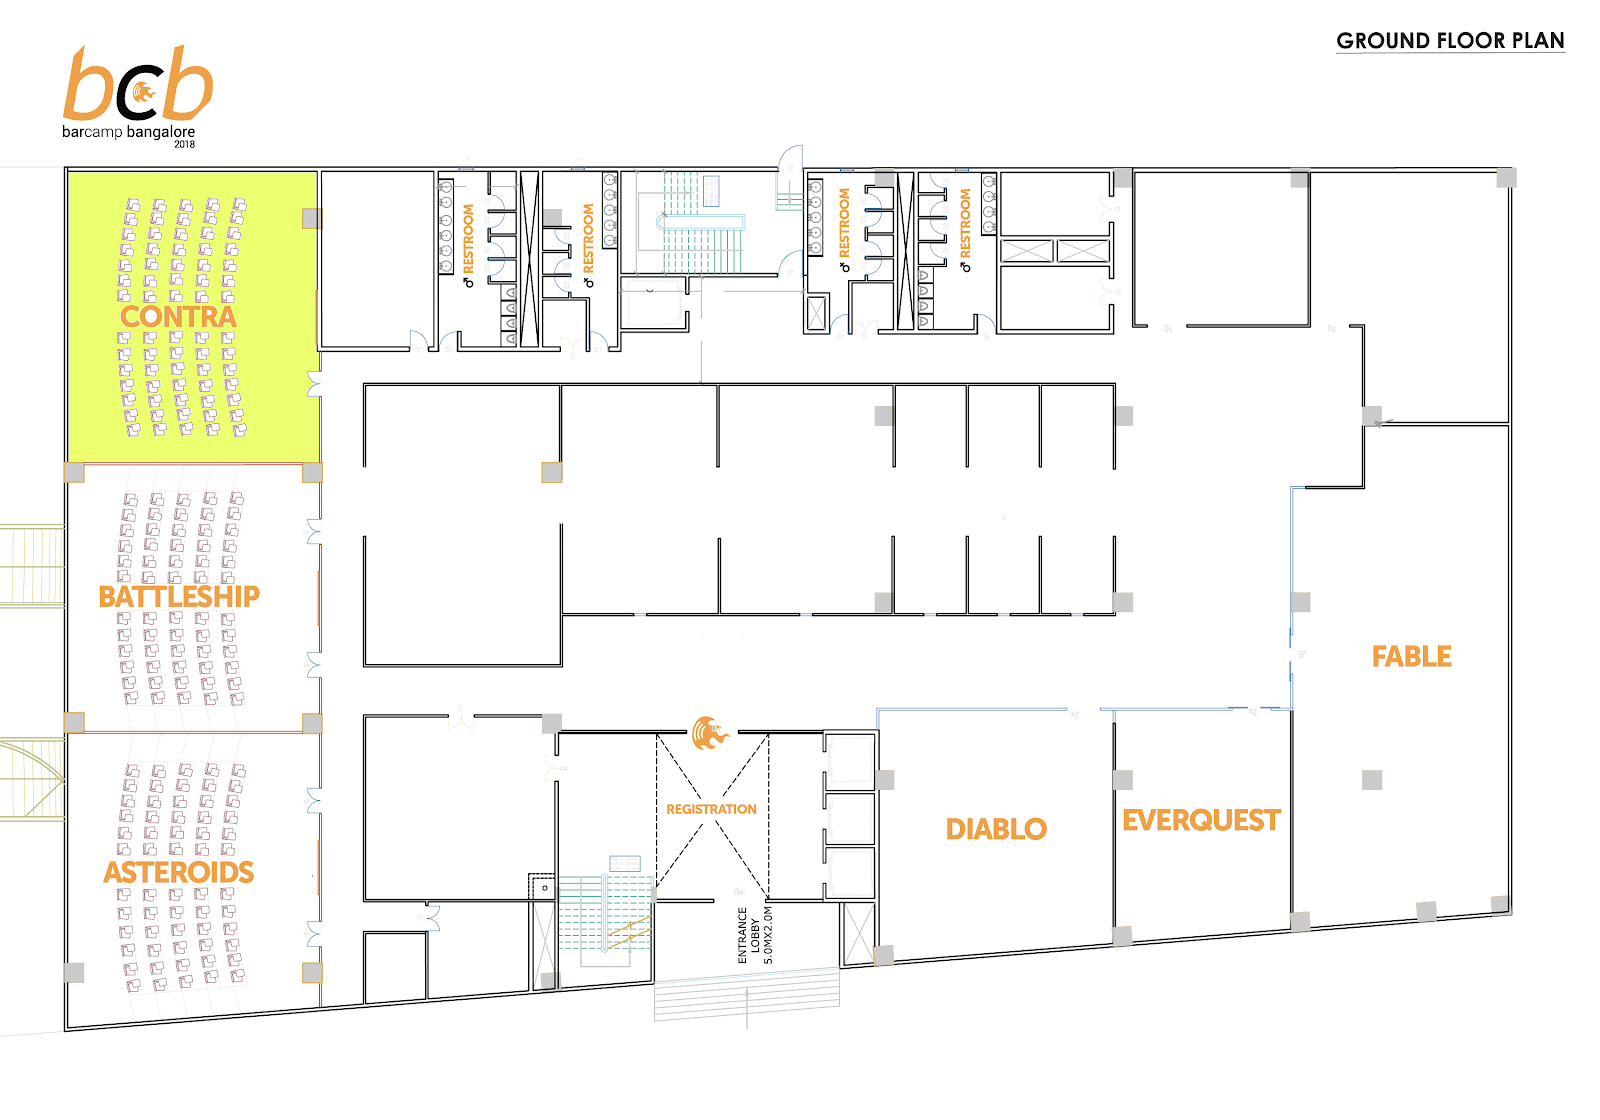 GROUND FLOOR PLAN
bcb
barcamp bangalore
2018
RESTROOM
RESTROOM
RESTROOM
RESTROOM
CONTRA
BATTLESHIP
ASTEROIDS
REGISTRATION
ENTRANCE
LOBBY
5.0MX2.0M
DIABLO
EVERQUEST
FABLE